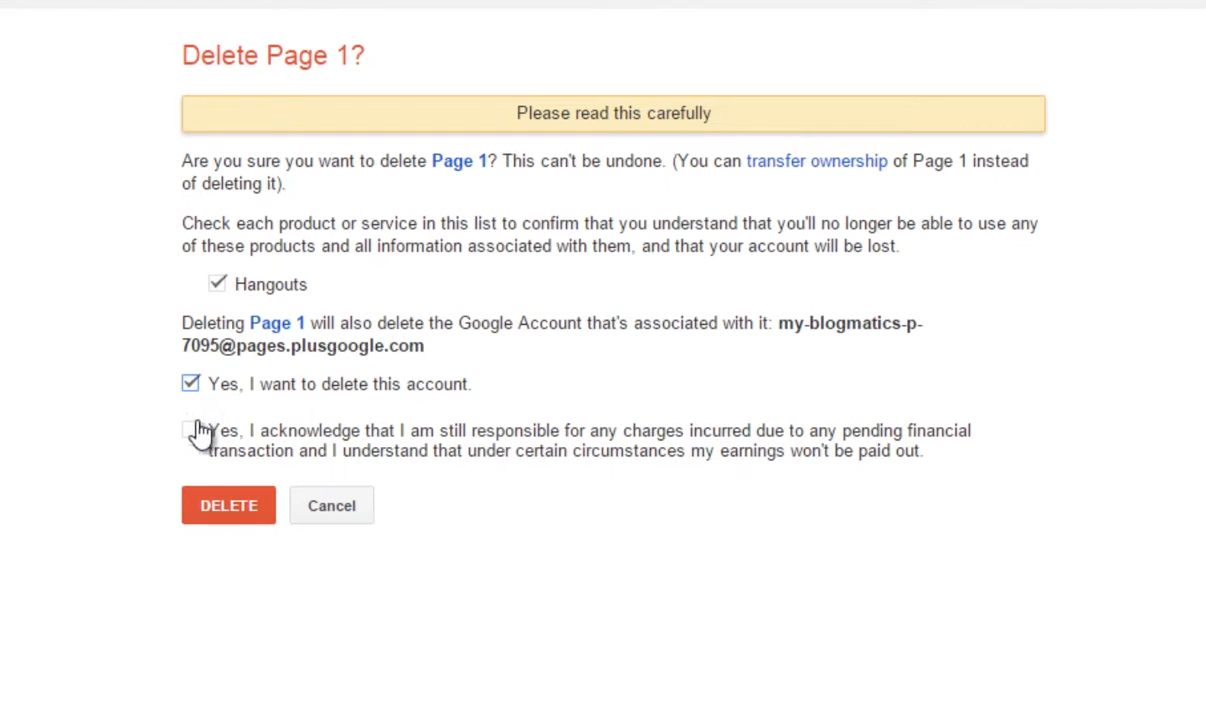 Delete Page 1?
Please read this carefully
Are you sure you want to delete Page 1? This can't be undone. (You can transfer ownership of Page 1 instead
of deleting it).
Check each product or service in this list to confirm that you understand that you'll no longer be able to use any
of these products and all information associated with them, and that your account will be lost.
Hangouts
Deleting Page 1 will also delete the Google Account that's associated with it: my-blogmatics-p-
7095@pages.plusgoogle.com
Yes, I want to delete this account.
Yes, I acknowledge that I am still responsible for any charges incurred due to any pending financial
transaction and I understand that under certain circumstances my earnings won't be paid out.
DELETE Cancel